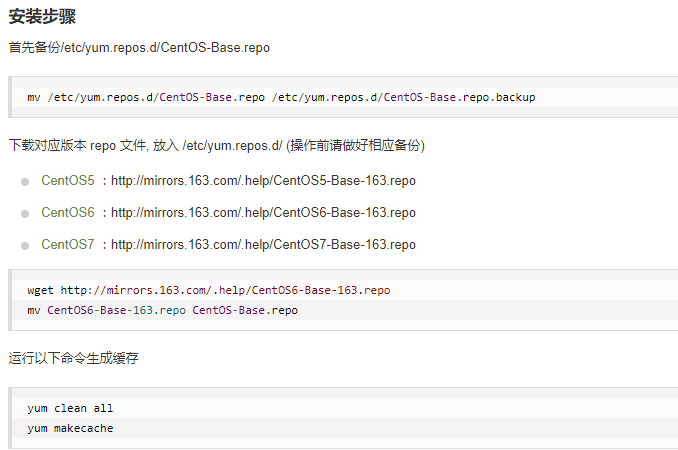 安装步骤
首先备份/etc/yum.repos.d/CentOS-Base.repo
mv /etc/yum.repos.d/CentOS-Base.repo /etc/yum.repos.d/CentOS-Base.repo.backup
下载对应版本 repo 文件, 放入 /etc/yum.repos.d/ (操作前请做好相应备份)
CentOS5 ：http://mirrors.163.com/.help/CentOS5-Base-163.repo
CentOS6 ：http://mirrors.163.com/.help/CentOS6-Base-163.repo
CentOS7 ：http://mirrors.163.com/.help/CentOS7-Base-163.repo
wget http://mirrors.163.com/.help/CentOS6-Base-163.repo
mv CentOS6-Base-163.repo CentOS-Base.repo
运行以下命令生成缓存
yum clean all
yum makecache